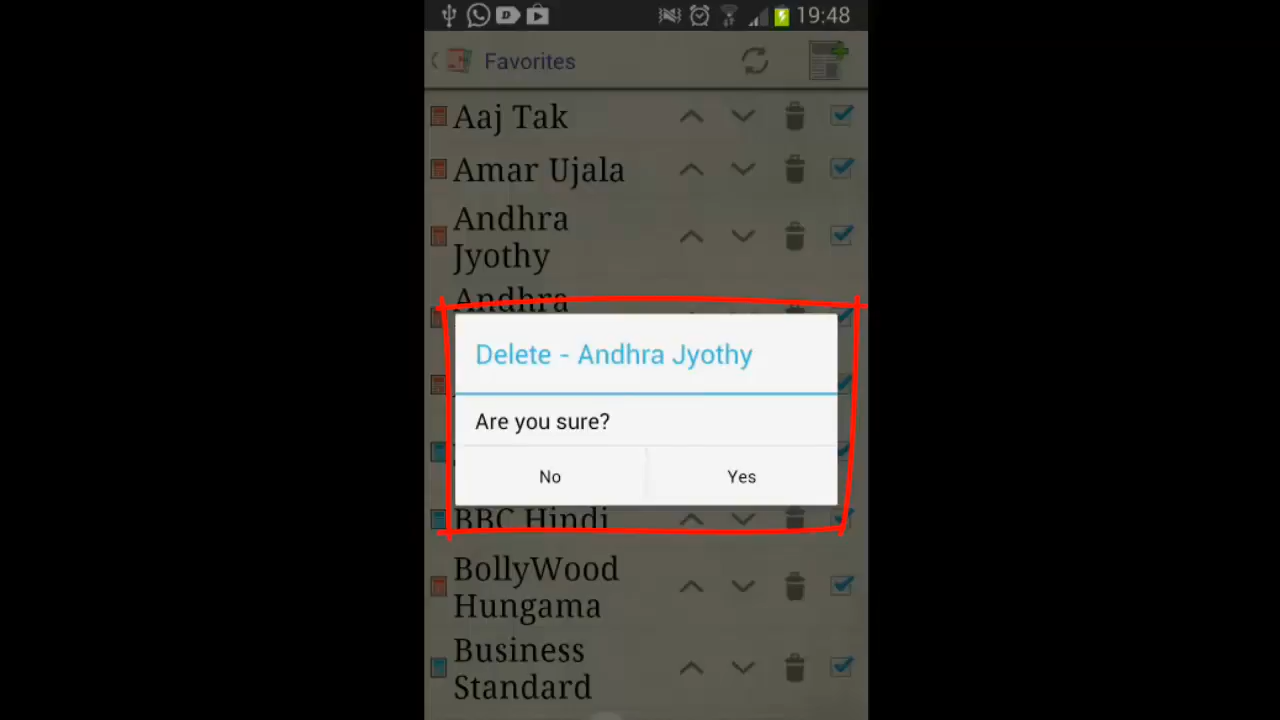 19:48
Favorites
Aaj Tak
Amar Ujala
Andhra
Jyothy
Andhra
Delete - Andhra Jyothy
Are you sure?
No Yes
BBC Hindi
BollyWood
Hungama
Business
Standard